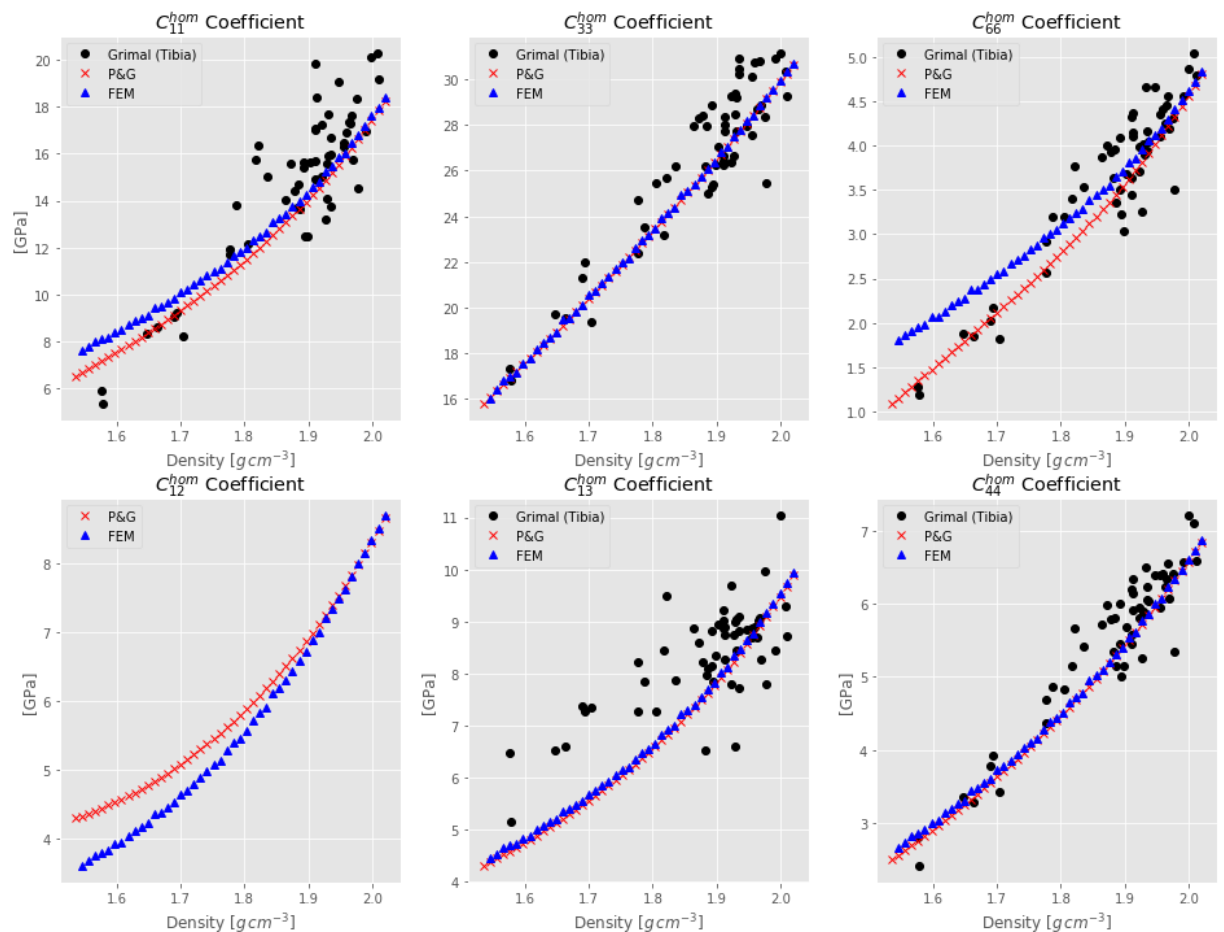 C₁₁ʰᵒᵐ Coefficient
20
18
16
14
12
10
8
6
[GPa]
Grimal (Tibia)
P&G
FEM
1.6 1.7 1.8 1.9 2.0
Density [g cm⁻³]
C₃₃ʰᵒᵐ Coefficient
30
28
26
24
22
20
18
16
Grimal (Tibia)
P&G
FEM
1.6 1.7 1.8 1.9 2.0
Density [g cm⁻³]
C₆₆ʰᵒᵐ Coefficient
5.0
4.5
4.0
3.5
3.0
2.5
2.0
1.5
1.0
Grimal (Tibia)
P&G
FEM
1.6 1.7 1.8 1.9 2.0
Density [g cm⁻³]
C₁₂ʰᵒᵐ Coefficient
8
7
6
5
4
[GPa]
P&G
FEM
1.6 1.7 1.8 1.9 2.0
Density [g cm⁻³]
C₁₃ʰᵒᵐ Coefficient
11
10
9
8
7
6
5
4
[GPa]
Grimal (Tibia)
P&G
FEM
1.6 1.7 1.8 1.9 2.0
Density [g cm⁻³]
C₄₄ʰᵒᵐ Coefficient
7
6
5
4
3
[GPa]
Grimal (Tibia)
P&G
FEM
1.6 1.7 1.8 1.9 2.0
Density [g cm⁻³]